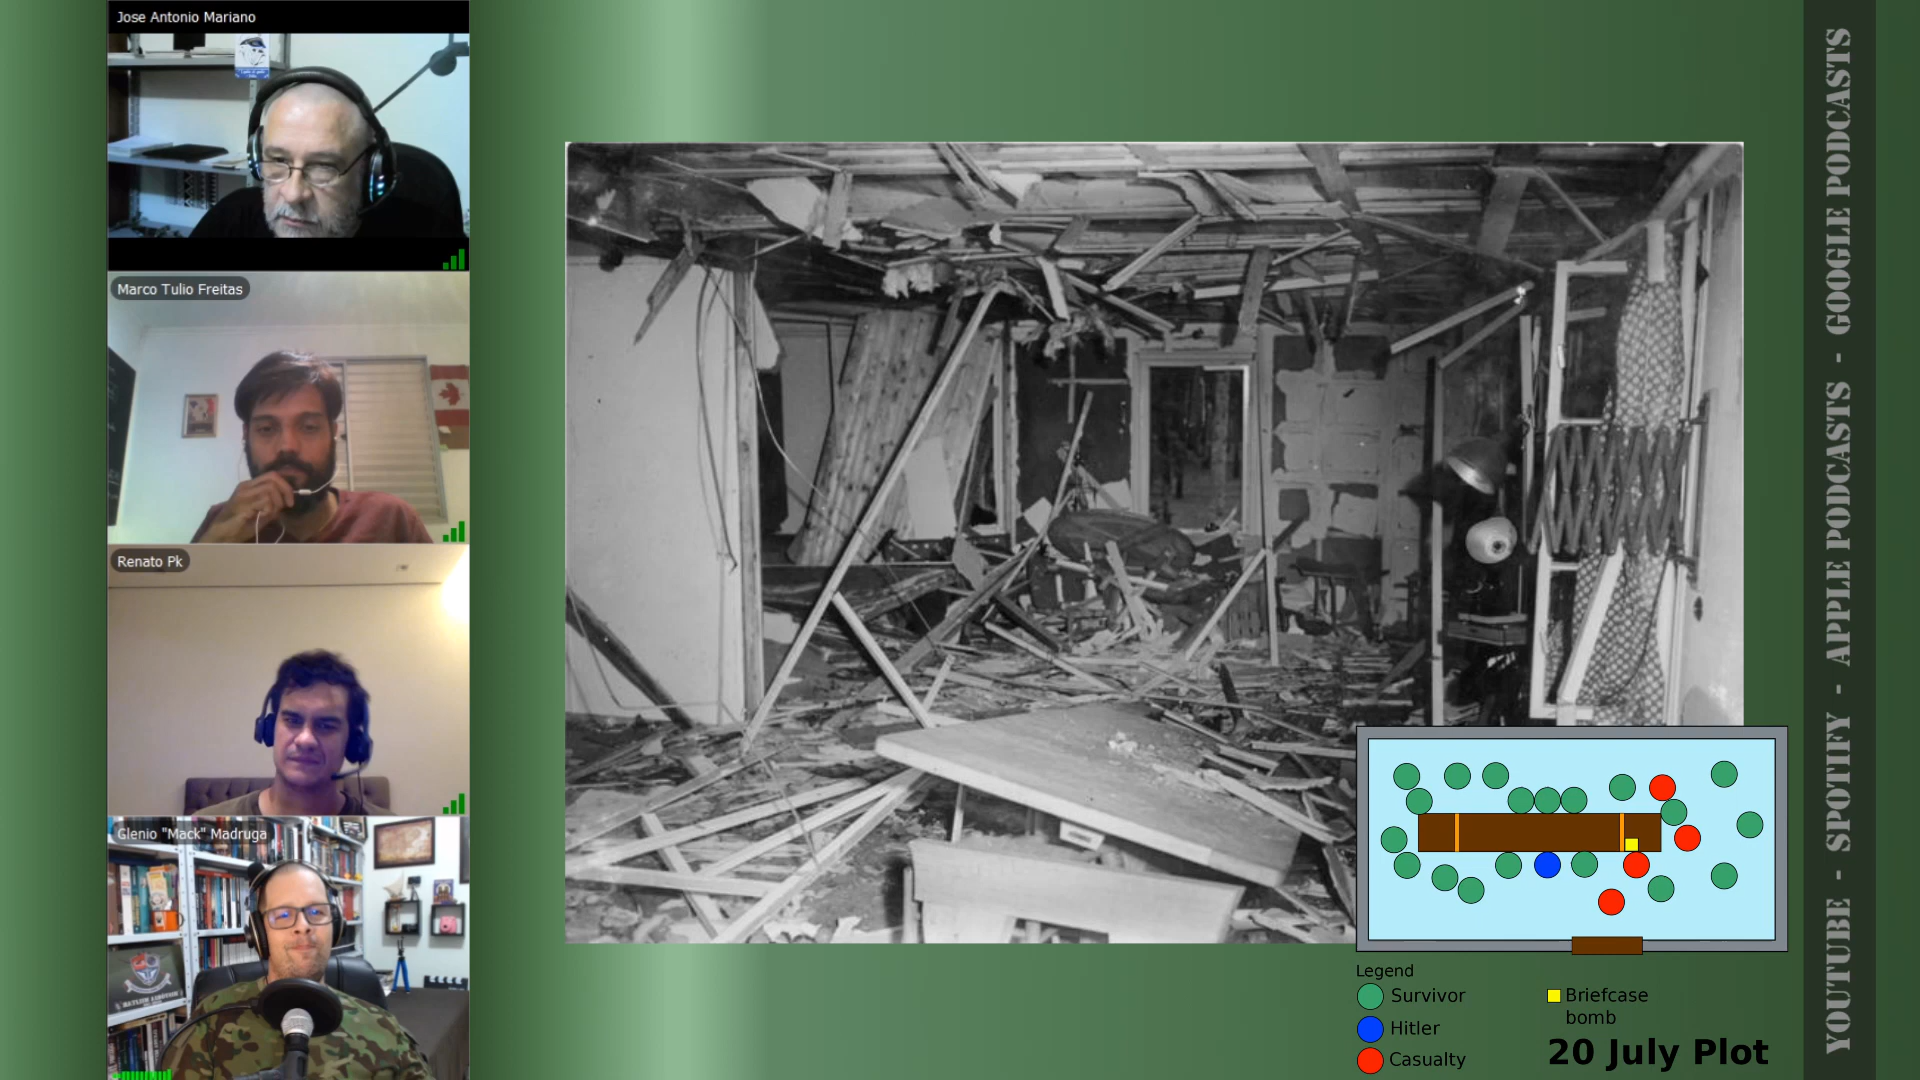 Jose Antonio Mariano
Marco Tulio Freitas
Renato Pk
Glenio "Mack" Madruga
YOUTUBE - SPOTIFY - APPLE PODCASTS - GOOGLE PODCASTS
Legend
Survivor
Hitler
Casualty
Briefcase
bomb
20 July Plot